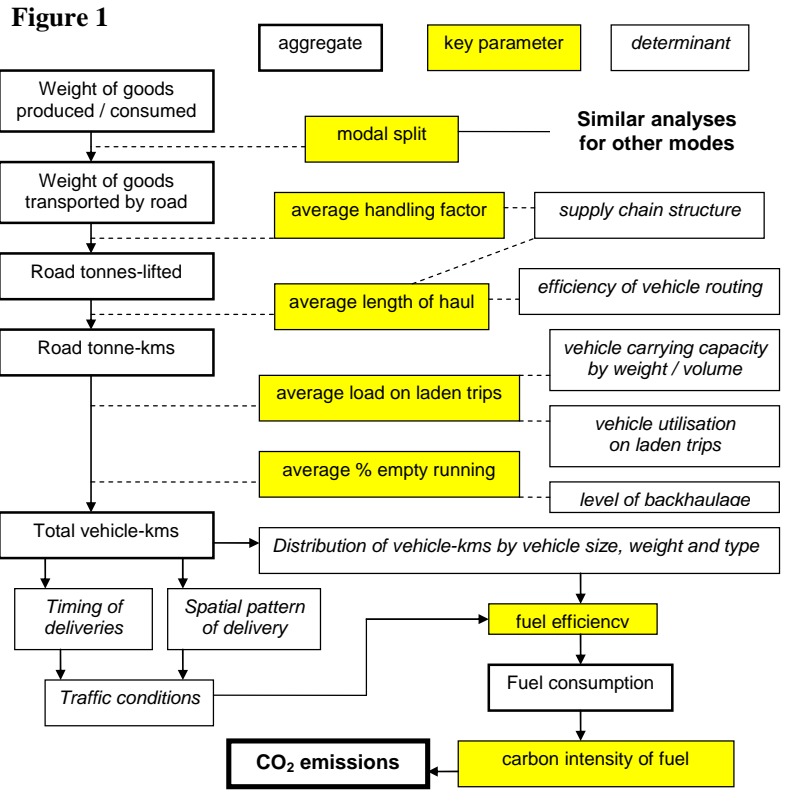 Figure 1
aggregate
key parameter
determinant
Weight of goods
produced / consumed
modal split
Similar analyses
for other modes
Weight of goods
transported by road
average handling factor
supply chain structure
Road tonnes-lifted
average length of haul
efficiency of vehicle routing
Road tonne-kms
vehicle carrying capacity
by weight / volume
average load on laden trips
vehicle utilisation
on laden trips
average % empty running
level of backhaulage
Total vehicle-kms
Distribution of vehicle-kms by vehicle size, weight and type
Timing of
deliveries
Spatial pattern
of delivery
fuel efficiency
Traffic conditions
Fuel consumption
CO₂ emissions
carbon intensity of fuel